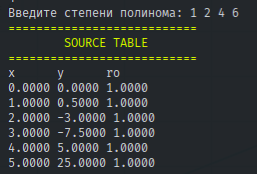 Введите степени полинома: 1 2 4 6
===========================
SOURCE TABLE
===========================
x y ro
0.0000 0.0000 1.0000
1.0000 0.5000 1.0000
2.0000 -3.0000 1.0000
3.0000 -7.5000 1.0000
4.0000 5.0000 1.0000
5.0000 25.0000 1.0000